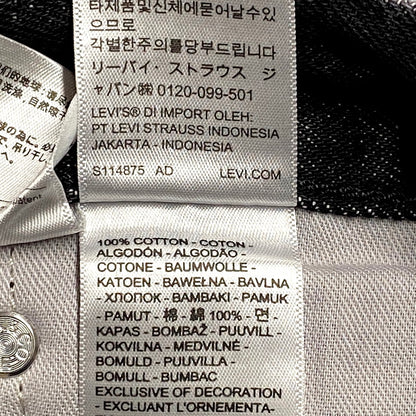 타제품및신체에묻어날수있으
므로
각별한주의를당부드립니다
リーバイ・ストラウス ジ
ャパン㈱ 0120-099-501
LEVI'S® DI IMPORT OLEH:
PT LEVI STRAUSS INDONESIA
JAKARTA - INDONESIA
S114875 AD LEVI.COM
100% COTTON - COTON -
ALGODÓN - ALGODÃO -
COTONE - BAUMWOLLE -
KATOEN - BAWEŁNA - BAVLNA
- ХЛОПОК - BAMBAKI - PAMUK
- PAMUT - 棉 - 綿 100% - 면 -
KAPAS - BOMBAŽ - PUUVILL -
KOKVILNA - MEDVILNĖ -
BOMULD - PUUVILLA -
BOMULL - BUMBAC
EXCLUSIVE OF DECORATION -
EXCLUANT L'ORNEMENTA-